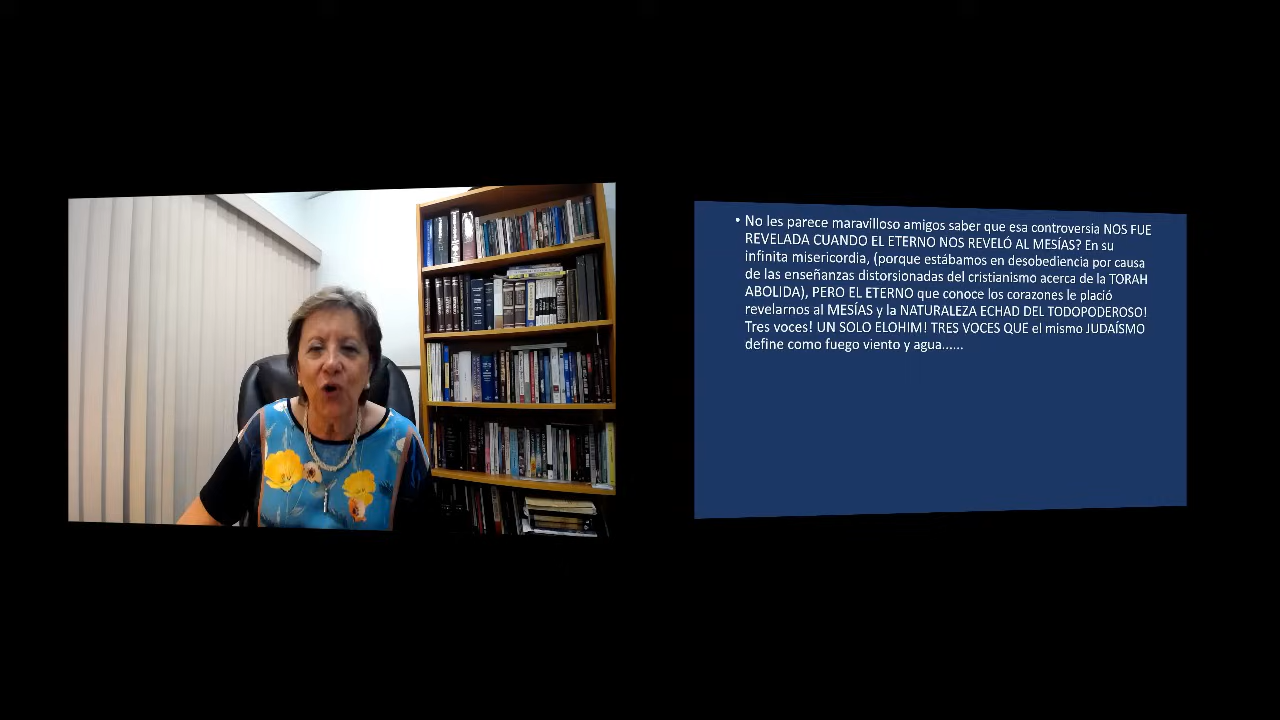 • No les parece maravilloso amigos saber que esa controversia NOS FUE
REVELADA CUANDO EL ETERNO NOS REVELÓ AL MESÍAS? En su
infinita misericordia, (porque estábamos en desobediencia por causa
de las enseñanzas distorsionadas del cristianismo acerca de la TORAH
ABOLIDA), PERO EL ETERNO que conoce los corazones le plació
revelarnos al MESÍAS y la NATURALEZA ECHAD DEL TODOPODEROSO!
Tres voces! UN SOLO ELOHIM! TRES VOCES QUE el mismo JUDAÍSMO
define como fuego viento y agua......